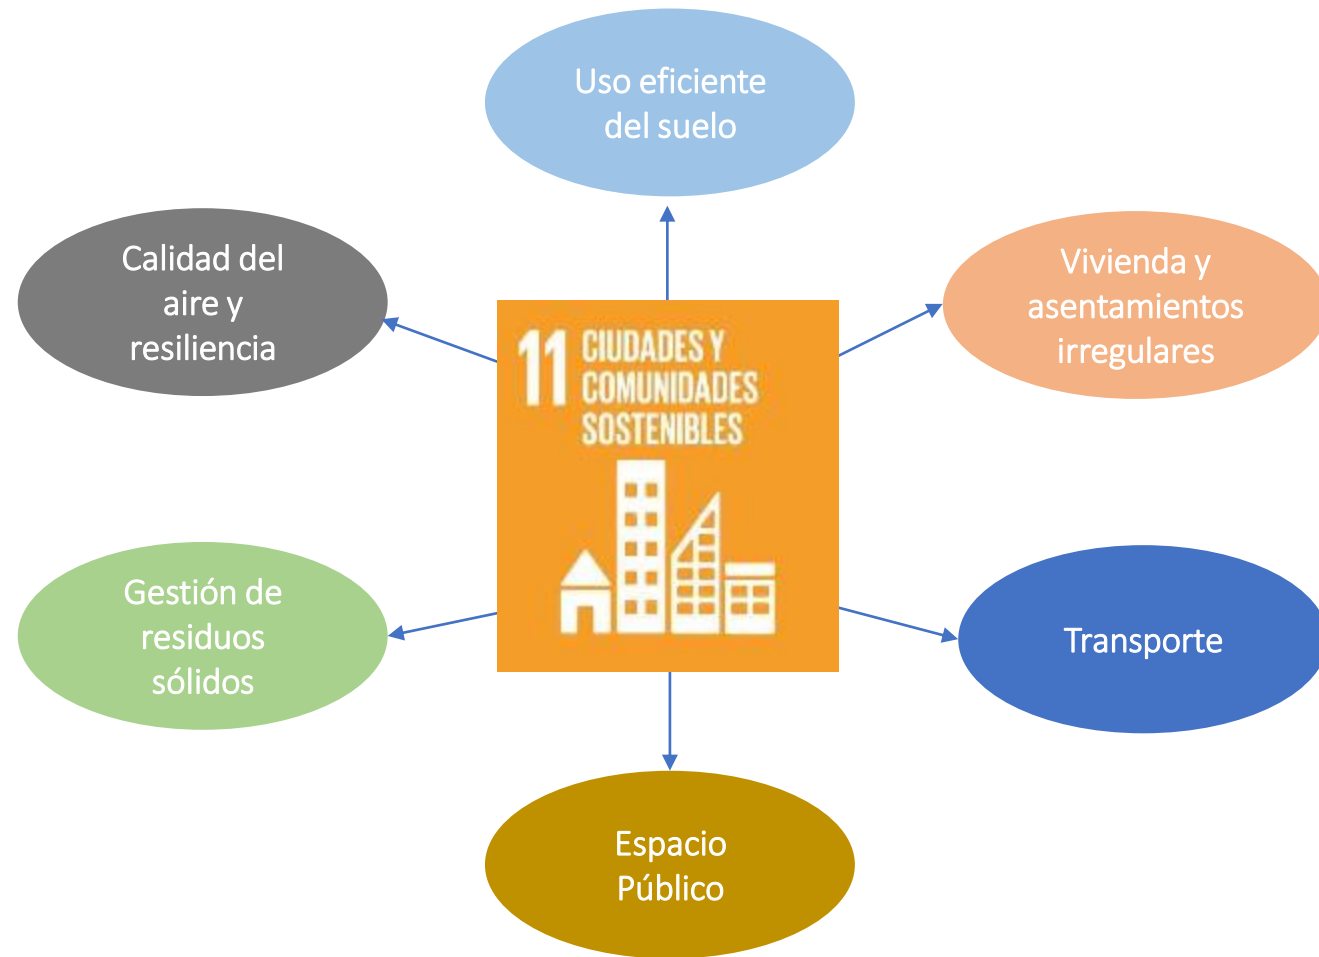 Uso eficiente
del suelo
Calidad del
aire y
resiliencia
Vivienda y
asentamientos
irregulares
11 CIUDADES Y
COMUNIDADES
SOSTENIBLES
Gestión de
residuos
sólidos
Transporte
Espacio
Público